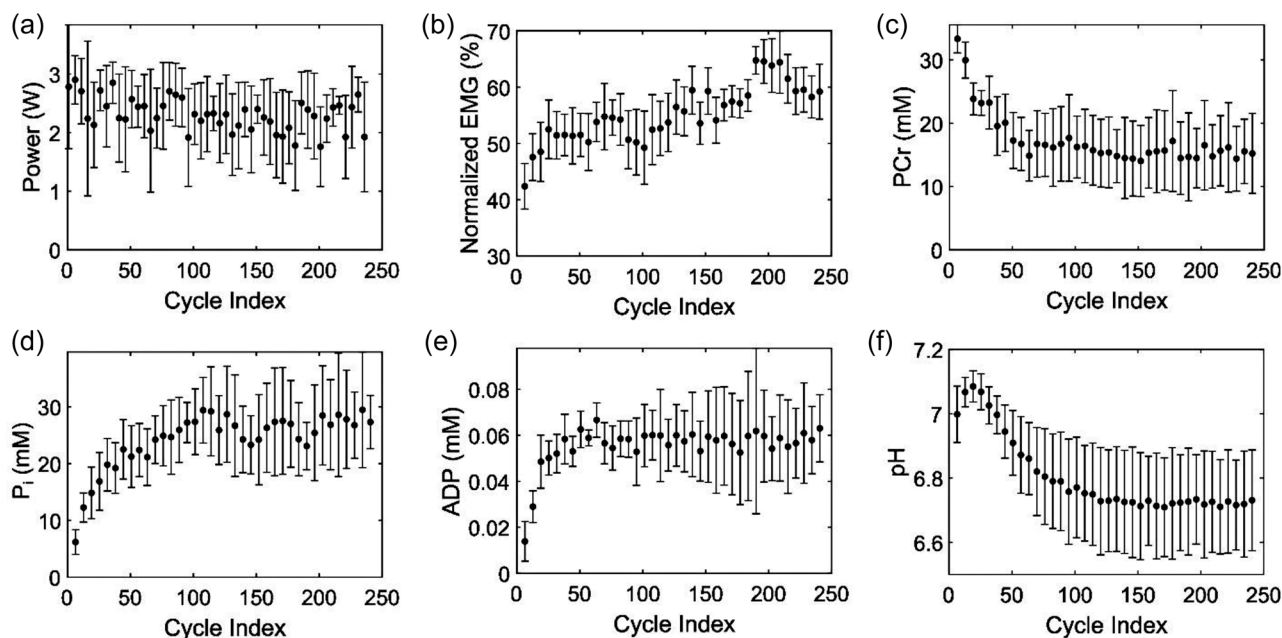 (a)
Power (W)
3
2
1
0
0 50 100 150 200 250
Cycle Index
(b)
Normalized EMG (%)
70
60
50
40
30
0 50 100 150 200 250
Cycle Index
(c)
PCr (mM)
30
20
10
0
0 50 100 150 200 250
Cycle Index
(d)
Pi (mM)
30
20
10
0
0 50 100 150 200 250
Cycle Index
(e)
ADP (mM)
0.08
0.06
0.04
0.02
0
0 50 100 150 200 250
Cycle Index
(f)
pH
7.2
7
6.8
6.6
0 50 100 150 200 250
Cycle Index